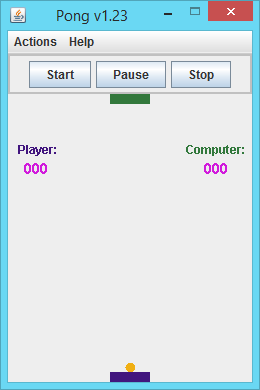 Pong v1.23
Actions Help
Start Pause Stop
Player: Computer:
000 000